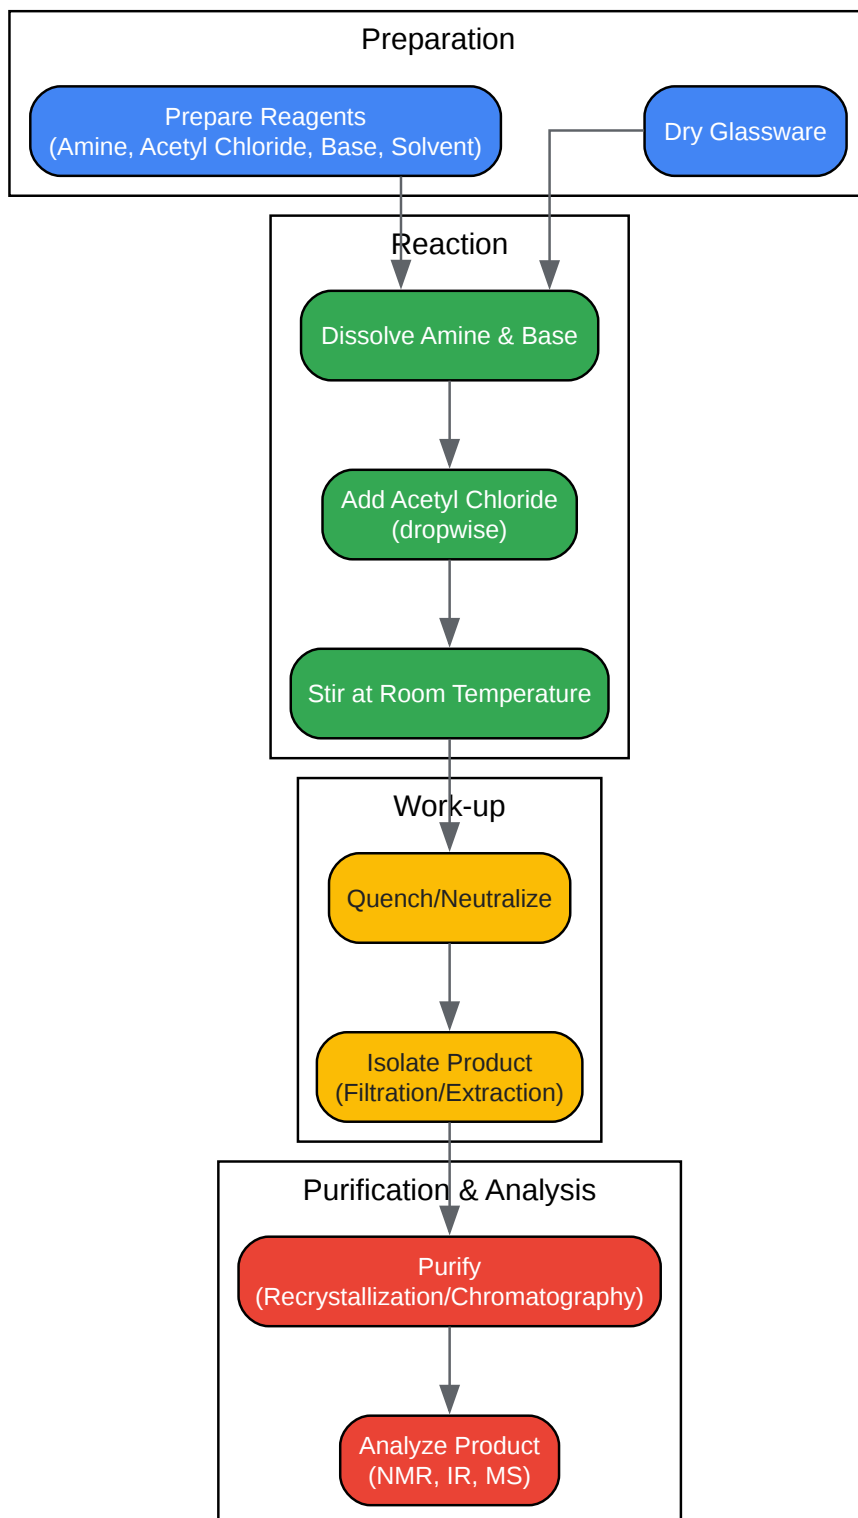 Preparation
Prepare Reagents
(Amine, Acetyl Chloride, Base, Solvent)
Dry Glassware
Reaction
Dissolve Amine & Base
Add Acetyl Chloride
(dropwise)
Stir at Room Temperature
Work-up
Quench/Neutralize
Isolate Product
(Filtration/Extraction)
Purification & Analysis
Purify
(Recrystallization/Chromatography)
Analyze Product
(NMR, IR, MS)